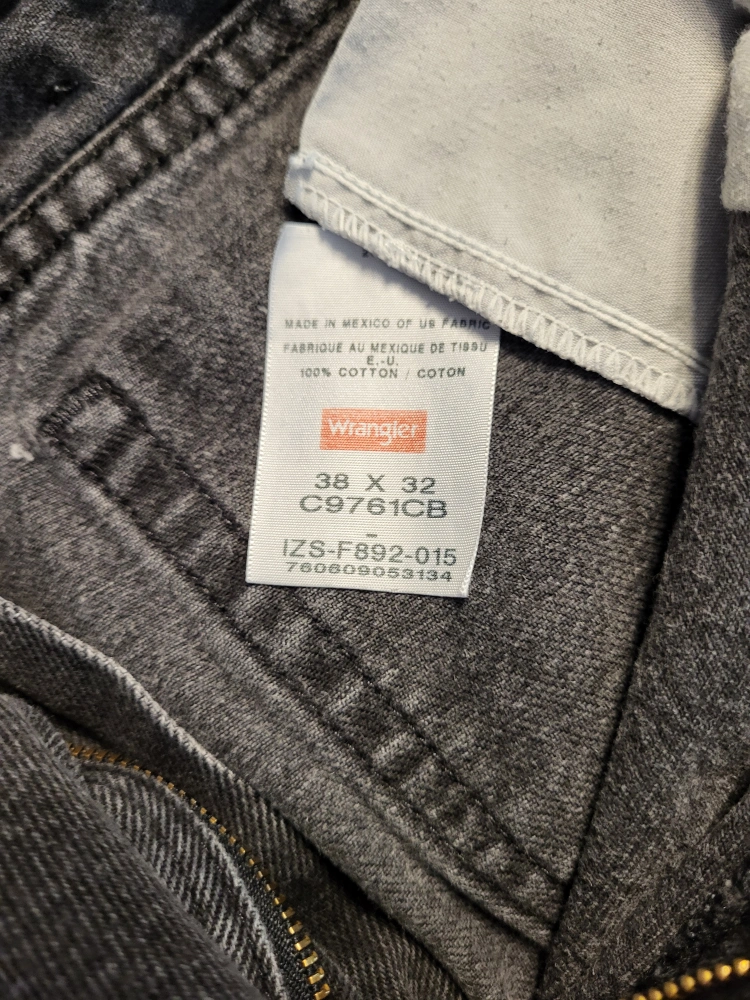 MADE IN MEXICO OF US FABRIC
FABRIQUÉ AU MEXIQUE DE TISSU
E.-U.
100% COTTON / COTON
Wrangler
38 X 32
C9761CB
-
IZS-F892-015
760609053134